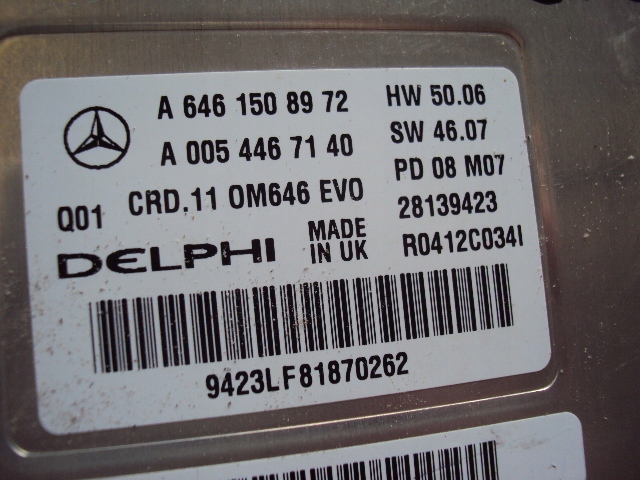 A 646 150 89 72 HW 50.06
A 005 446 71 40 SW 46.07
Q01 CRD.11 OM646 EVO PD 08 M07
28139423
DELPHI MADE IN UK R0412C034I
9423LF81870262